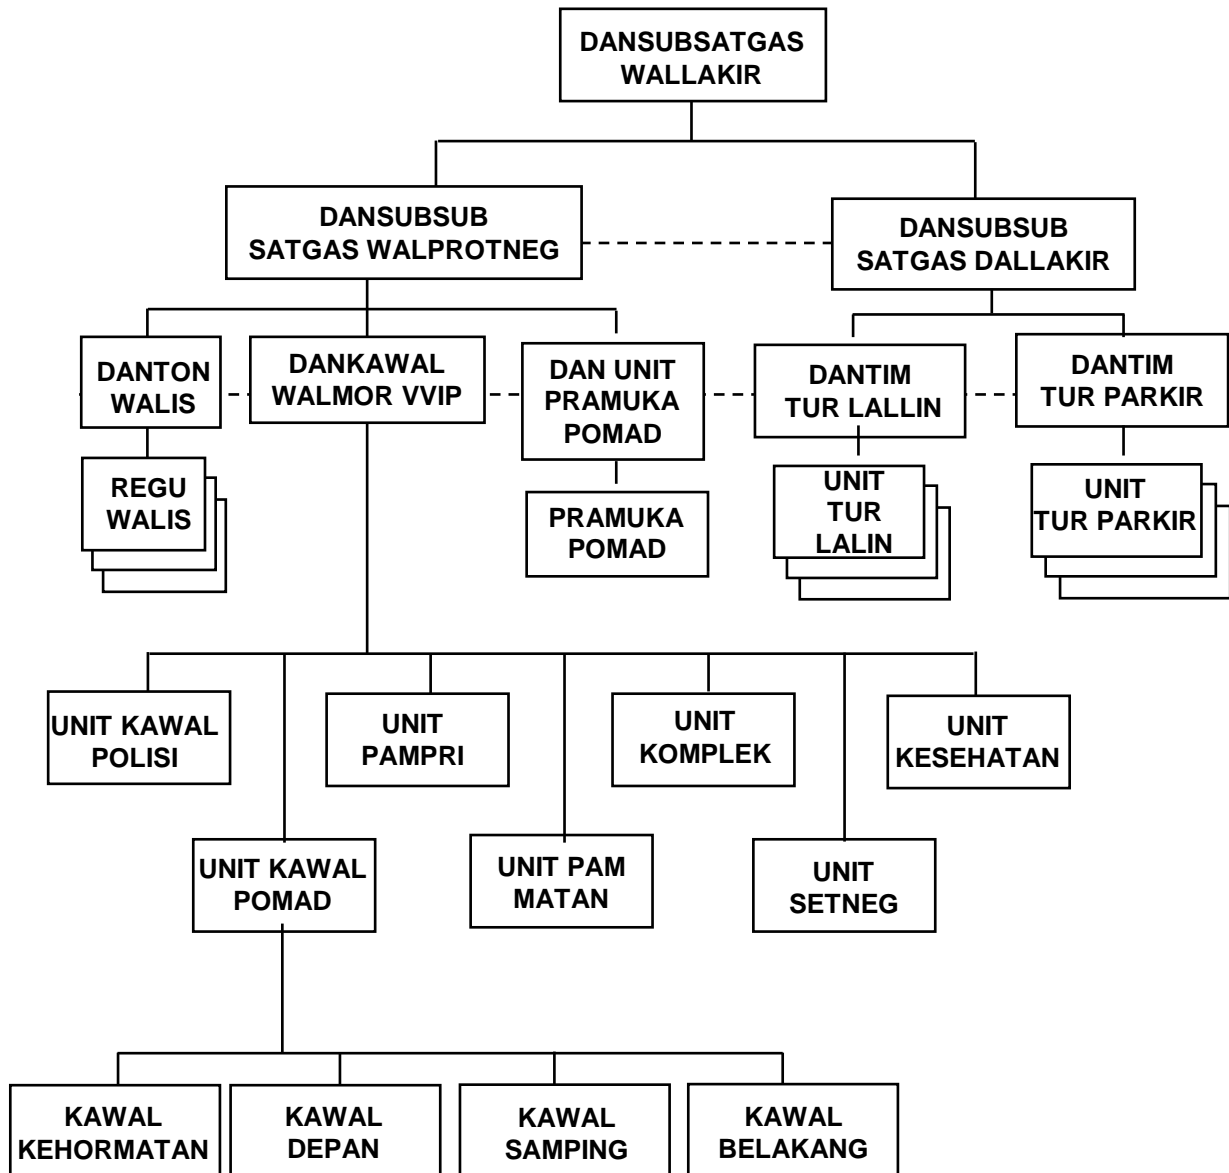 DANSUBSATGAS
WALLAKIR
DANSUBSUB
SATGAS WALPROTNEG
DANSUBSUB
SATGAS DALLAKIR
DANTON
WALIS
DANKAWAL
WALMOR VVIP
DAN UNIT
PRAMUKA
POMAD
DANTIM
TUR LALLIN
DANTIM
TUR PARKIR
REGU
WALIS
PRAMUKA
POMAD
UNIT
TUR
LALIN
UNIT
TUR PARKIR
UNIT KAWAL
POLISI
UNIT
PAMPRI
UNIT
KOMPLEK
UNIT
KESEHATAN
UNIT KAWAL
POMAD
UNIT PAM
MATAN
UNIT
SETNEG
KAWAL
KEHORMATAN
KAWAL
DEPAN
KAWAL
SAMPING
KAWAL
BELAKANG